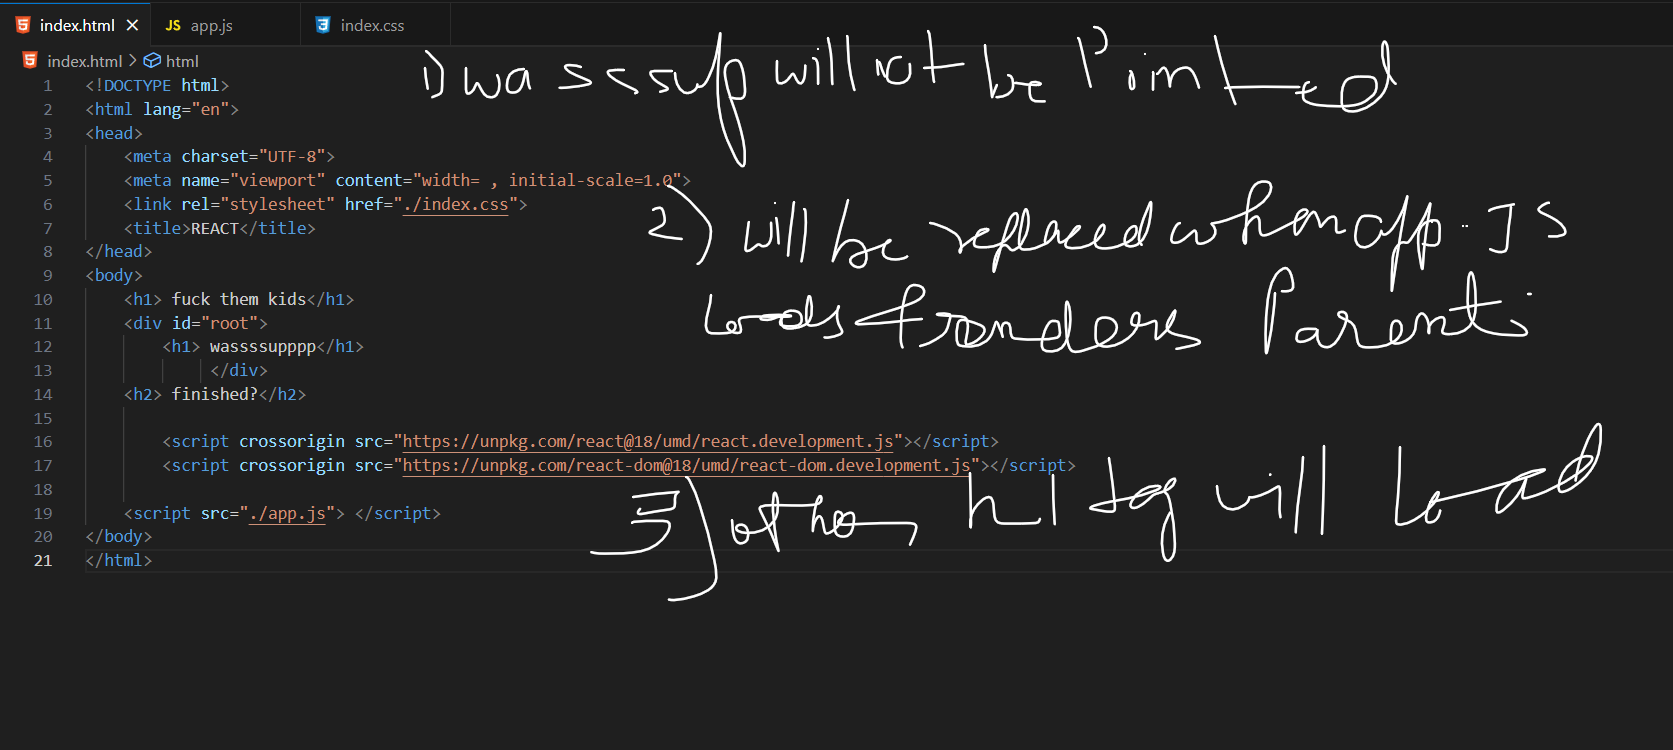 index.html
JS app.js
index.css
index.html > html
1 <!DOCTYPE html>
2 <html lang="en">
3 <head>
4 <meta charset="UTF-8">
5 <meta name="viewport" content="width= , initial-scale=1.0">
6 <link rel="stylesheet" href="./index.css">
7 <title>REACT</title>
8 </head>
9 <body>
10 <h1> fuck them kids</h1>
11 <div id="root">
12 <h1> wassssupppp</h1>
13 </div>
14 <h2> finished?</h2>
15
16 <script crossorigin src="https://unpkg.com/react@18/umd/react.development.js"></script>
17 <script crossorigin src="https://unpkg.com/react-dom@18/umd/react-dom.development.js"></script>
18
19 <script src="./app.js"> </script>
20 </body>
21 </html>
1) wasssup will not be Printed
2) will be replaced when app.JS
loads & renders Parent;
3) other h1 tag will load